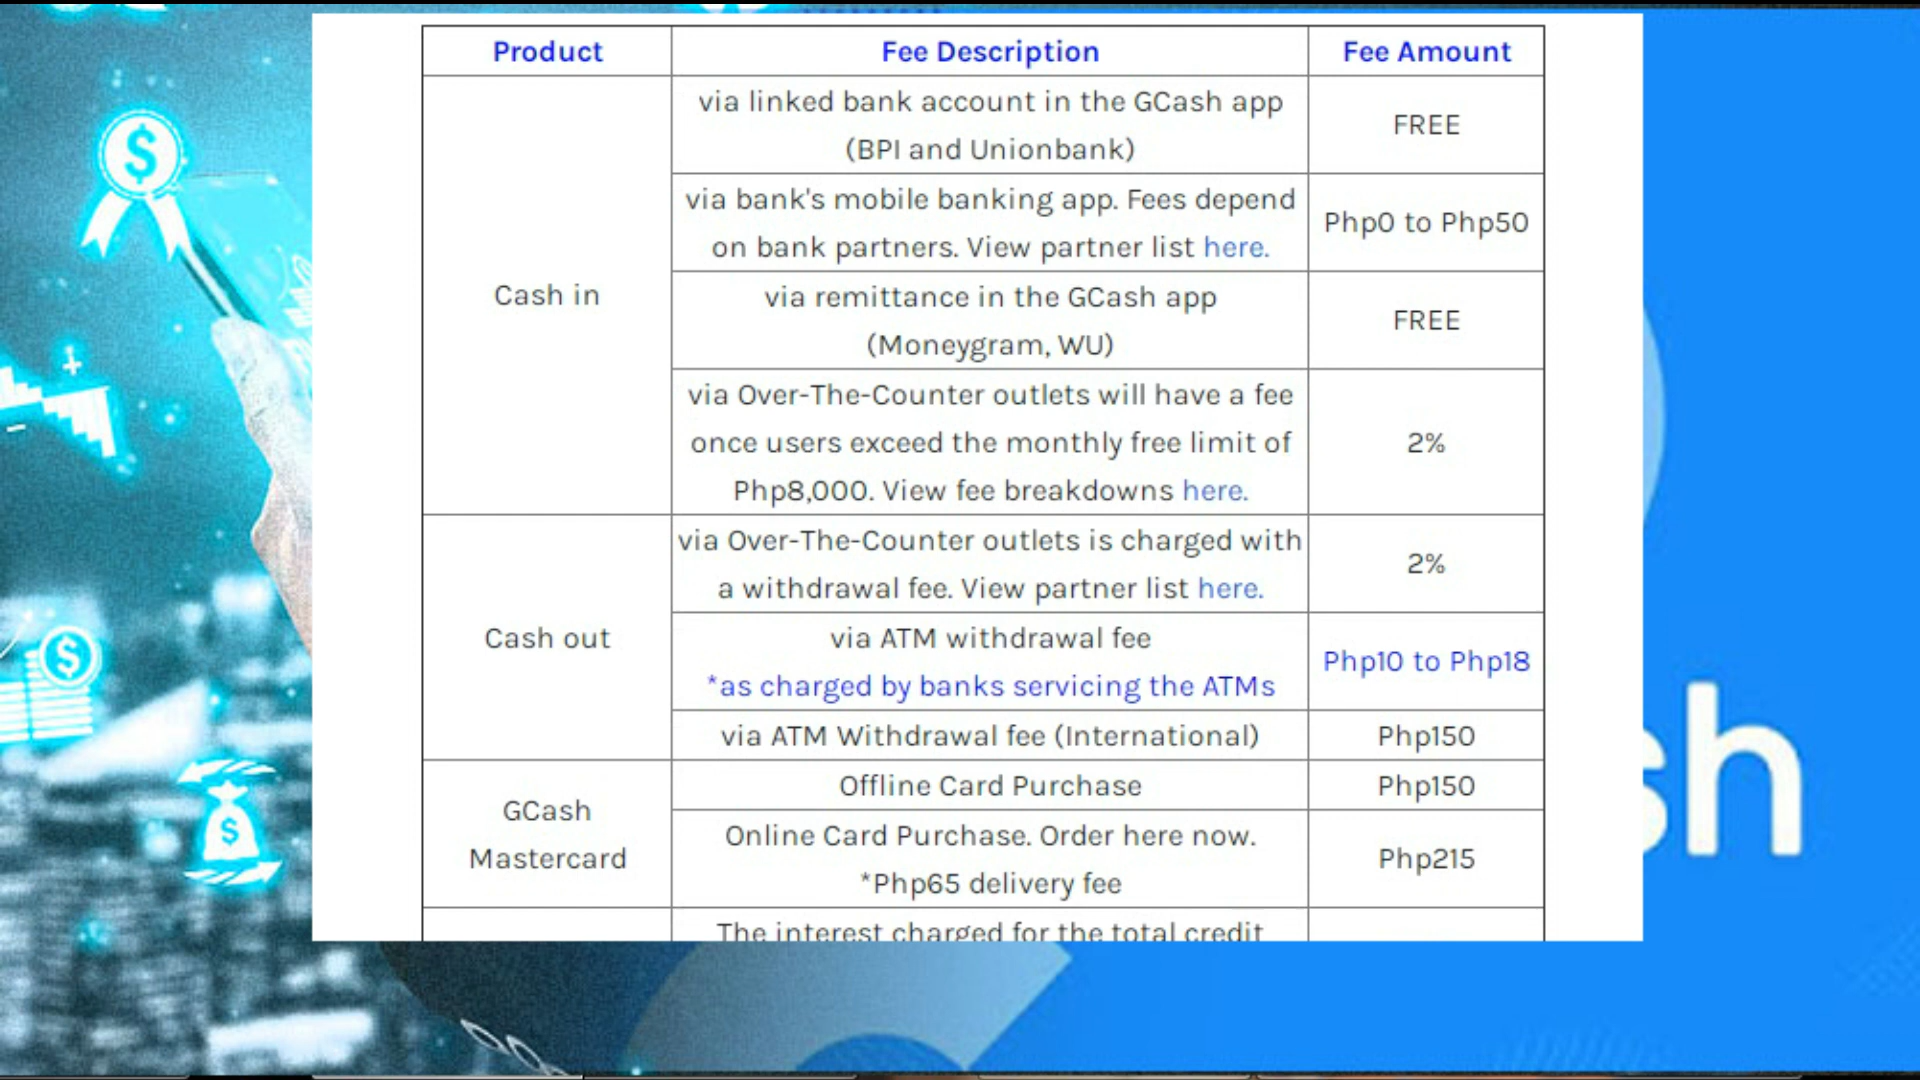 Product
Fee Description
Fee Amount
Cash in
via linked bank account in the GCash app
(BPI and Unionbank)
FREE
via bank's mobile banking app. Fees depend
on bank partners. View partner list here.
Php0 to Php50
via remittance in the GCash app
(Moneygram, WU)
FREE
via Over-The-Counter outlets will have a fee
once users exceed the monthly free limit of
Php8,000. View fee breakdowns here.
2%
Cash out
via Over-The-Counter outlets is charged with
a withdrawal fee. View partner list here.
2%
via ATM withdrawal fee
*as charged by banks servicing the ATMs
Php10 to Php18
via ATM Withdrawal fee (International)
Php150
GCash
Mastercard
Offline Card Purchase
Php150
Online Card Purchase. Order here now.
*Php65 delivery fee
Php215
The interest charged for the total credit
sh